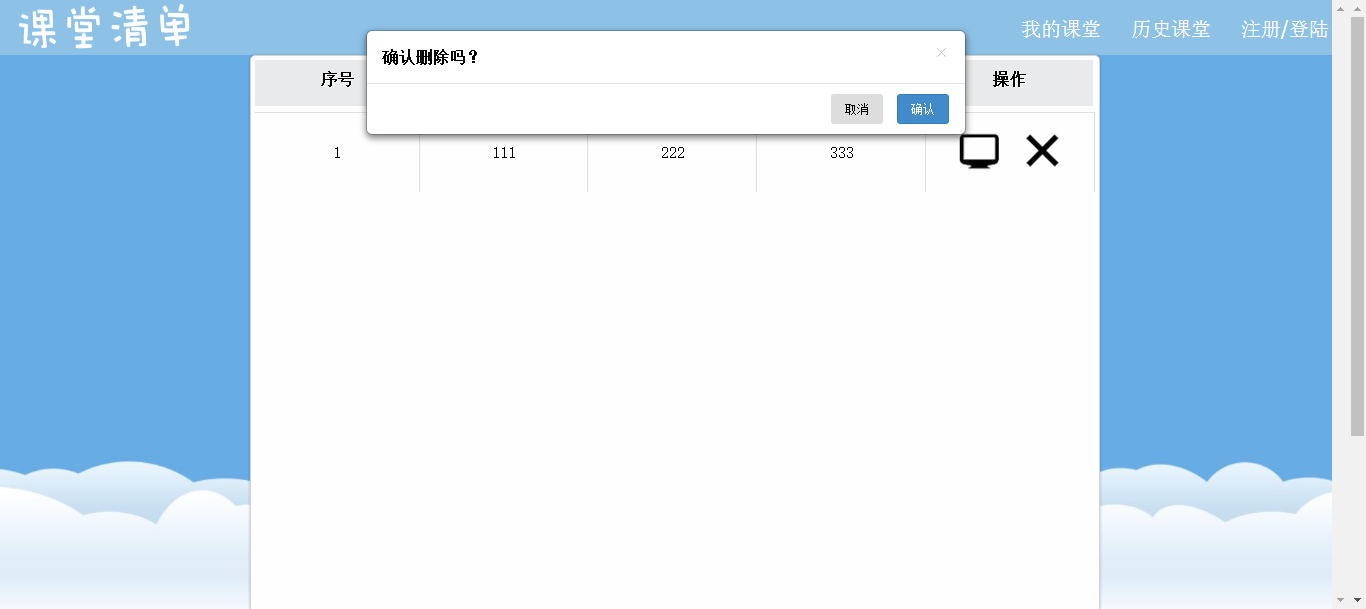 课堂清单
我的课堂 历史课堂 注册/登陆
确认删除吗？
×
取消 确认
序号 操作
1 111 222 333